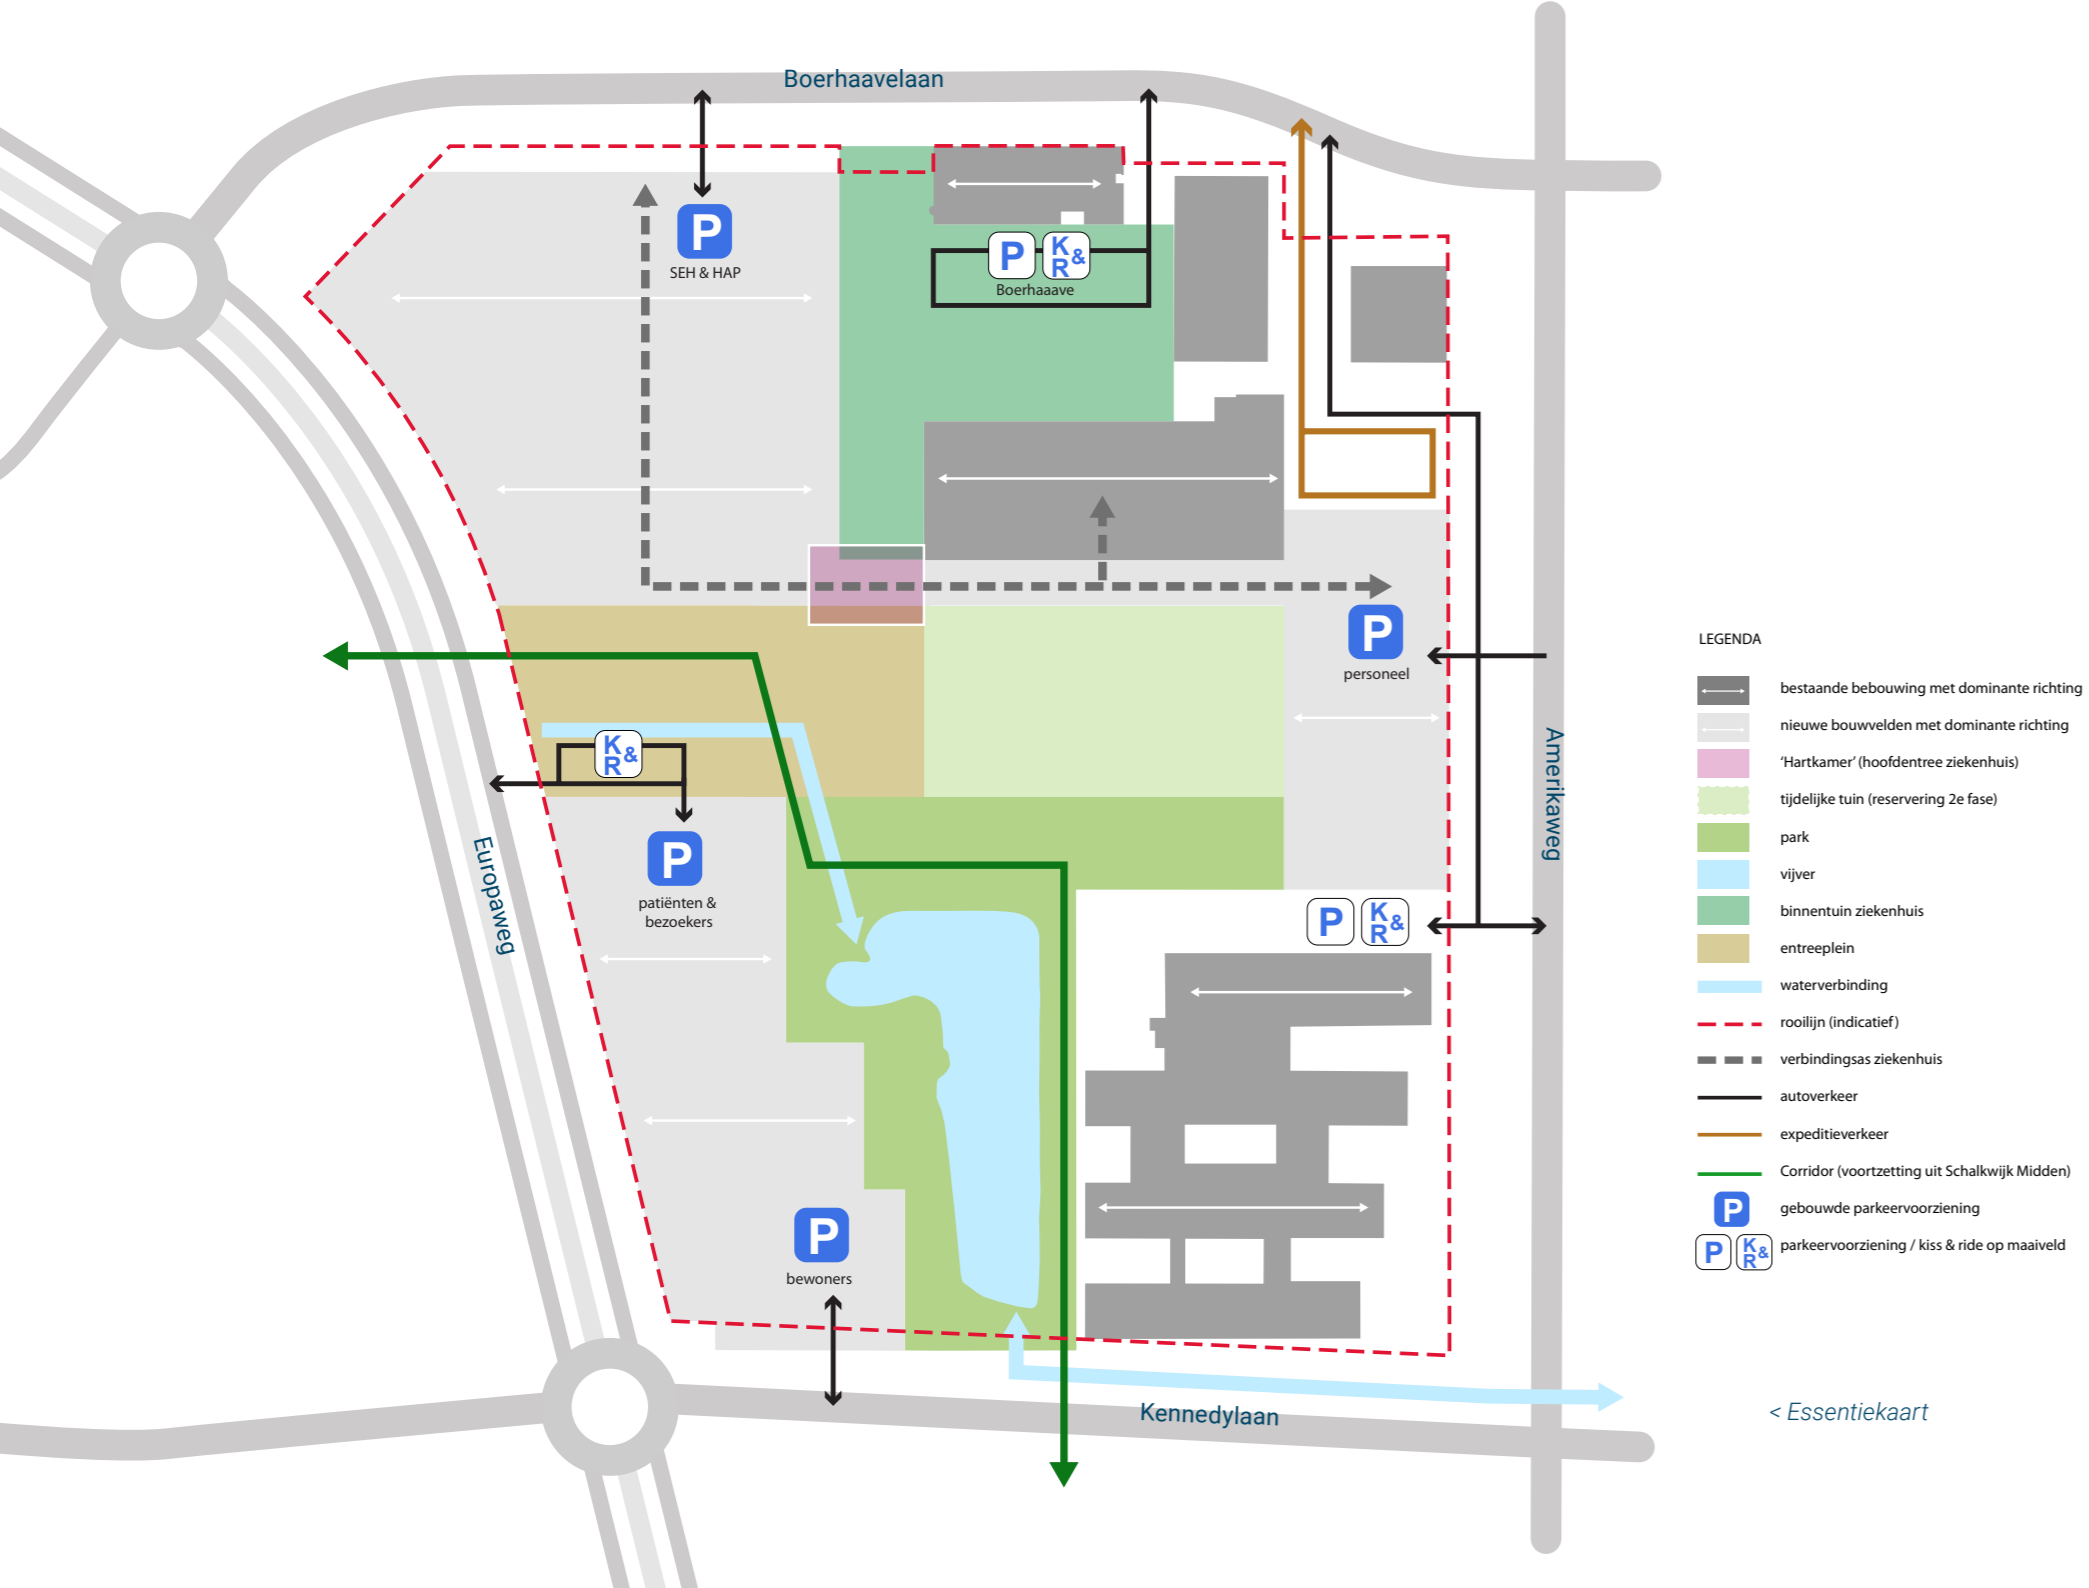 Boerhaavelaan
P
SEH & HAP
P K&R
Boerhaaave
P
personeel
K&R
P
patiënten &
bezoekers
Europaweg
Amerikaweg
P K&R
P
bewoners
Kennedylaan
LEGENDA
bestaande bebouwing met dominante richting
nieuwe bouwvelden met dominante richting
‘Hartkamer’ (hoofdentree ziekenhuis)
tijdelijke tuin (reservering 2e fase)
park
vijver
binnentuin ziekenhuis
entreeplein
waterverbinding
rooilijn (indicatief)
verbindingsas ziekenhuis
autoverkeer
expeditieverkeer
Corridor (voortzetting uit Schalkwijk Midden)
P gebouwde parkeervoorziening
P K&R parkeervoorziening / kiss & ride op maaiveld
< Essentiekaart